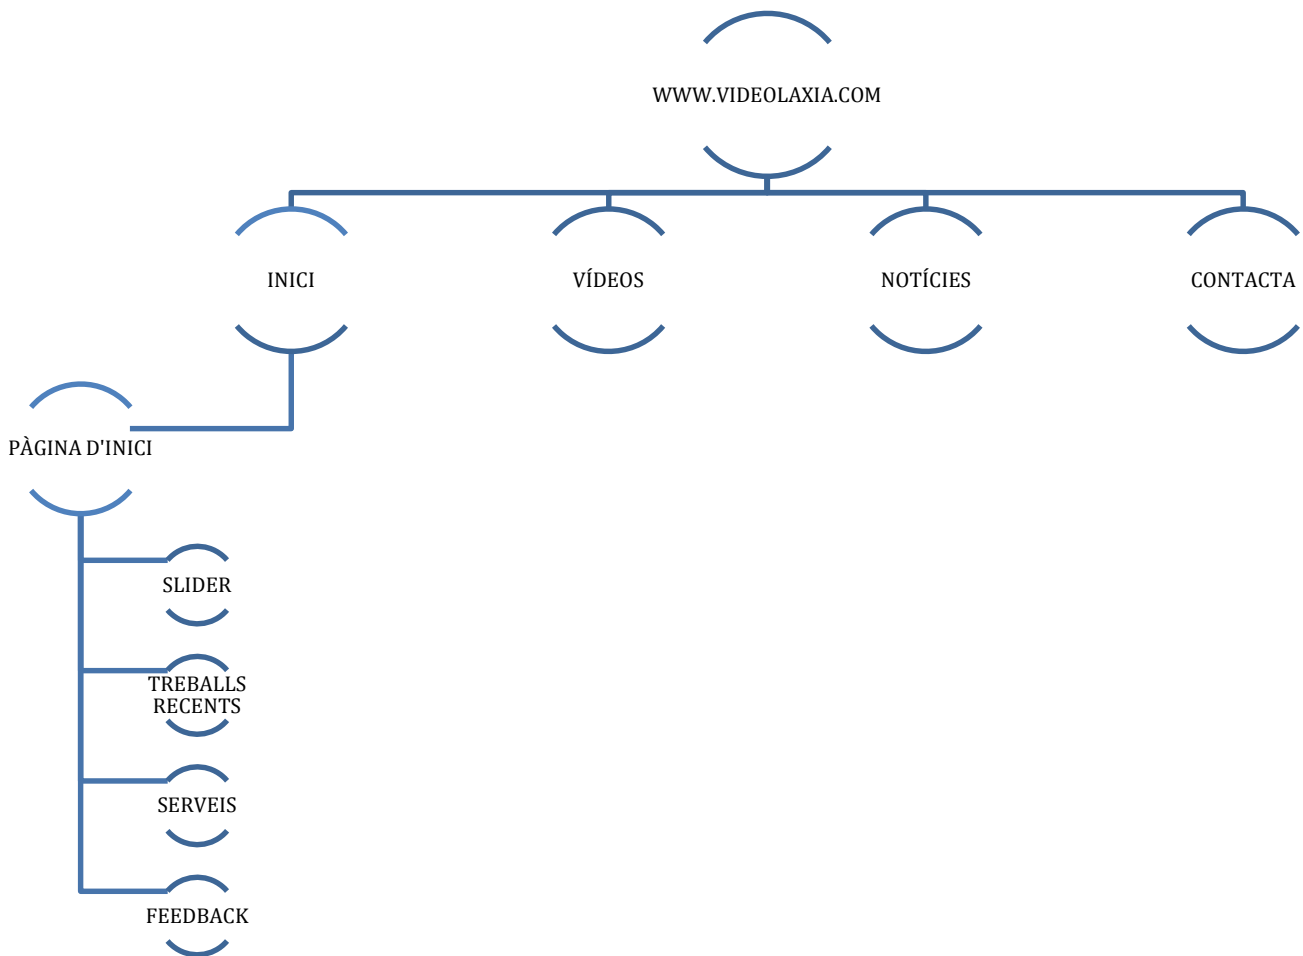 WWW.VIDEOLAXIA.COM
INICI
VÍDEOS
NOTÍCIES
CONTACTA
PÀGINA D'INICI
SLIDER
TREBALLS
RECENTS
SERVEIS
FEEDBACK